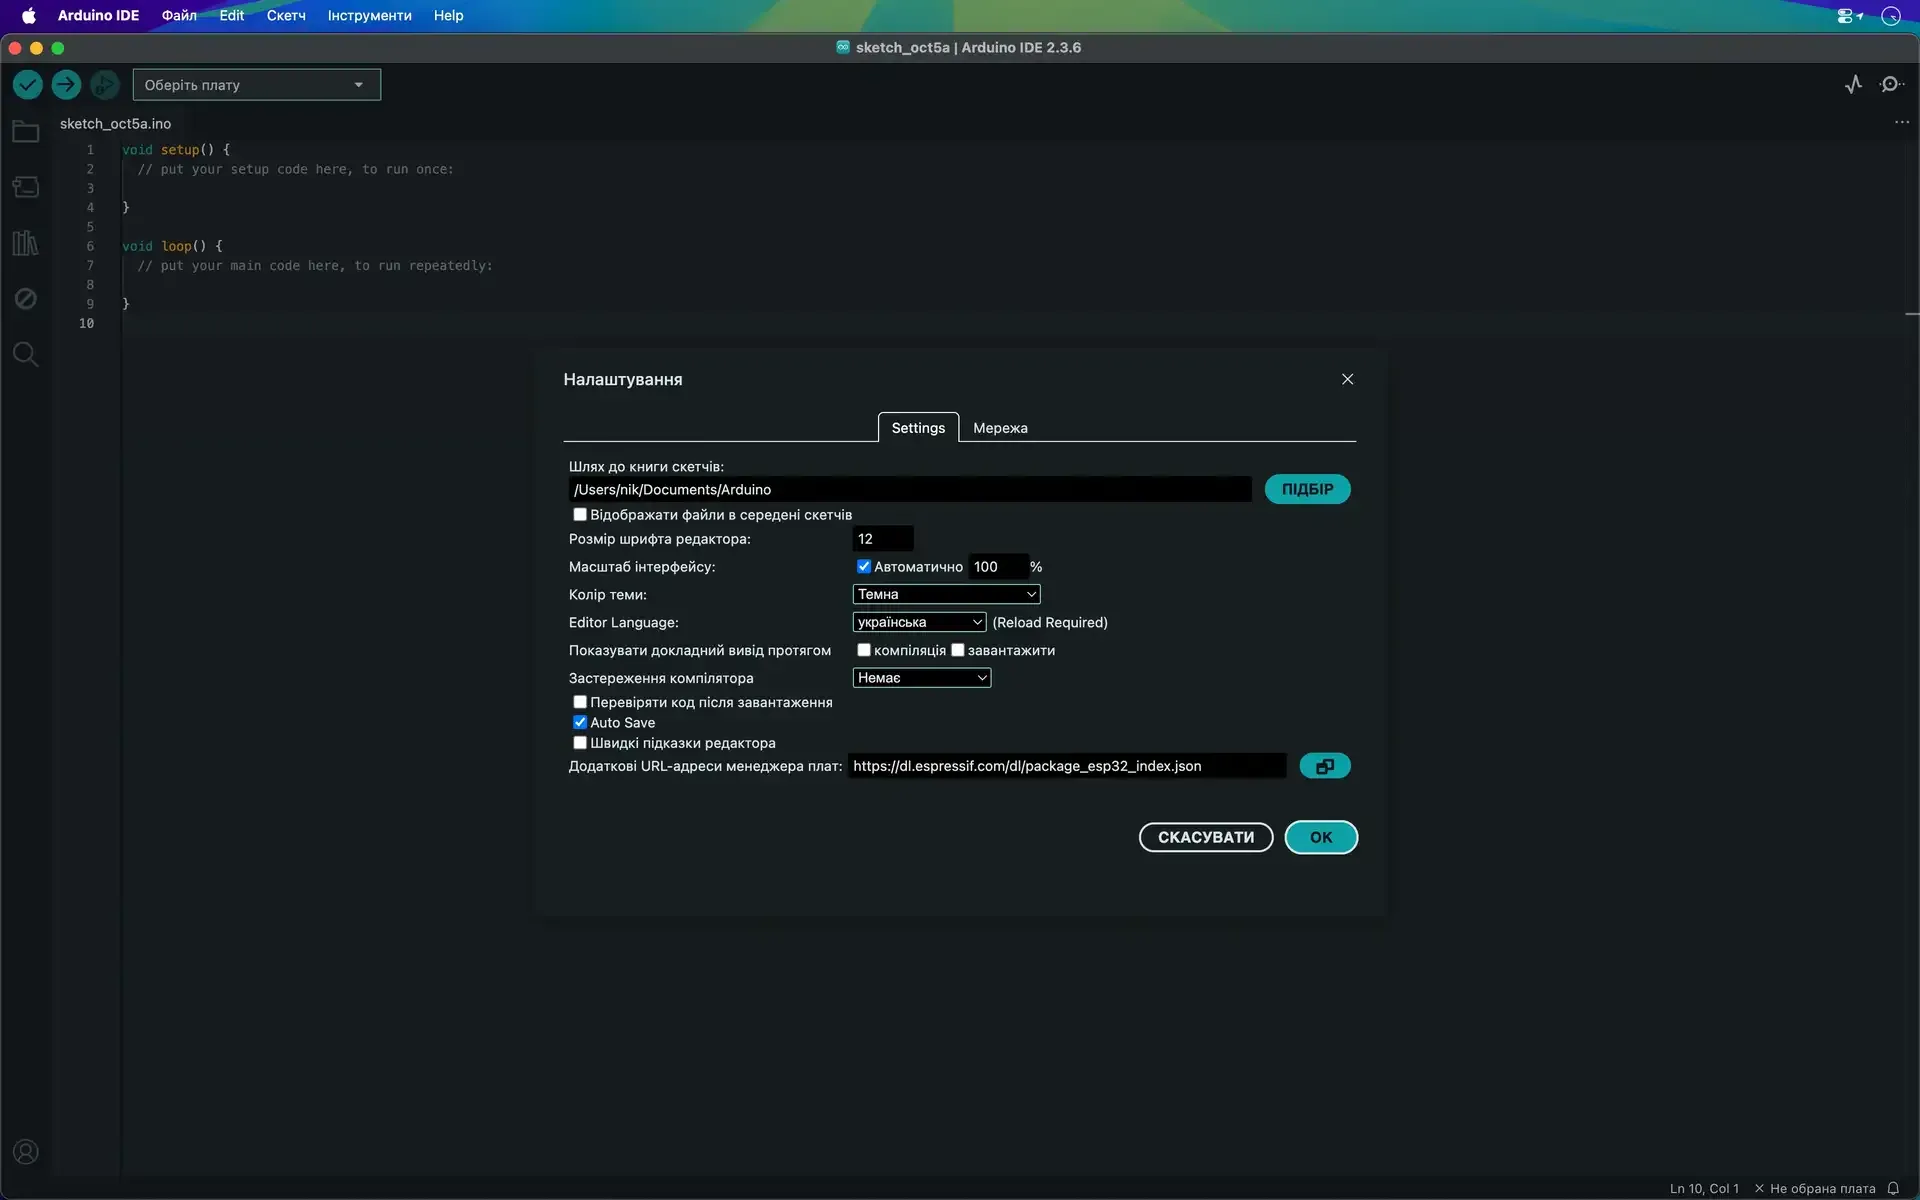 Arduino IDE Файл Edit Скетч Інструменти Help
sketch_oct5a | Arduino IDE 2.3.6
Оберіть плату
sketch_oct5a.ino
1 void setup() {
2 // put your setup code here, to run once:
3
4 }
5
6 void loop() {
7 // put your main code here, to run repeatedly:
8
9 }
10
Налаштування
Settings Мережа
Шлях до книги скетчів:
/Users/nik/Documents/Arduino ПІДБІР
Відображати файли в середені скетчів
Розмір шрифта редактора: 12
Масштаб інтерфейсу: Автоматично 100 %
Колір теми: Темна
Editor Language: українська (Reload Required)
Показувати докладний вивід протягом компіляція завантажити
Застереження компілятора Немає
Перевіряти код після завантаження
Auto Save
Швидкі підказки редактора
Додаткові URL-адреси менеджера плат: https://dl.espressif.com/dl/package_esp32_index.json
СКАСУВАТИ OK
Ln 10, Col 1 × Не обрана плата